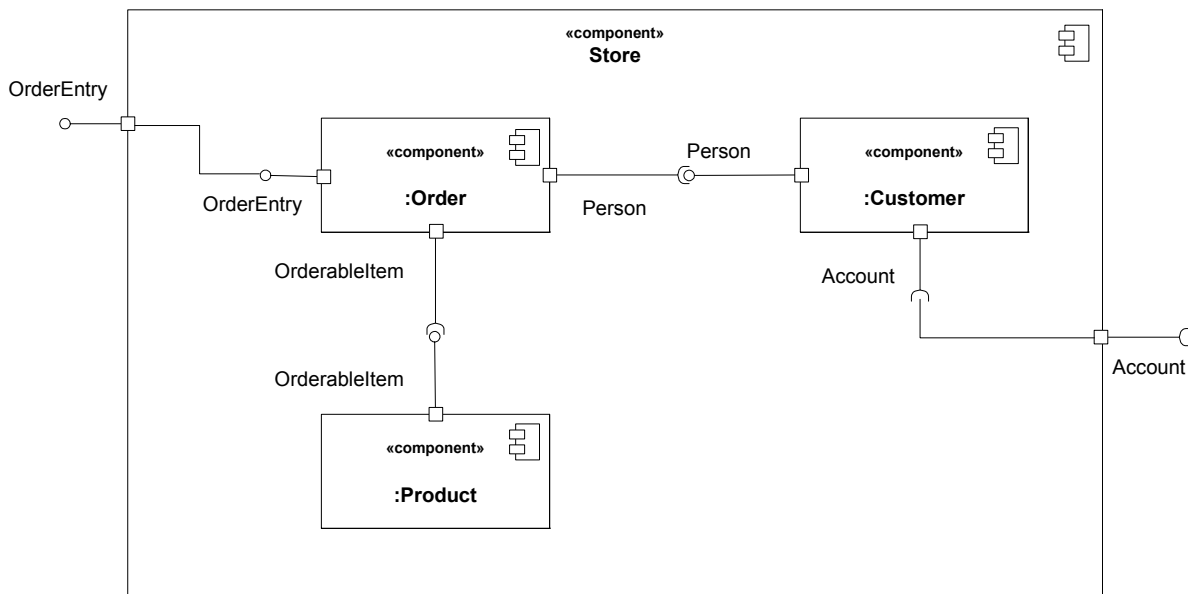 «component»
Store
OrderEntry
«component»
:Order
OrderEntry
Person
Person
«component»
:Customer
OrderableItem
Account
OrderableItem
Account
«component»
:Product